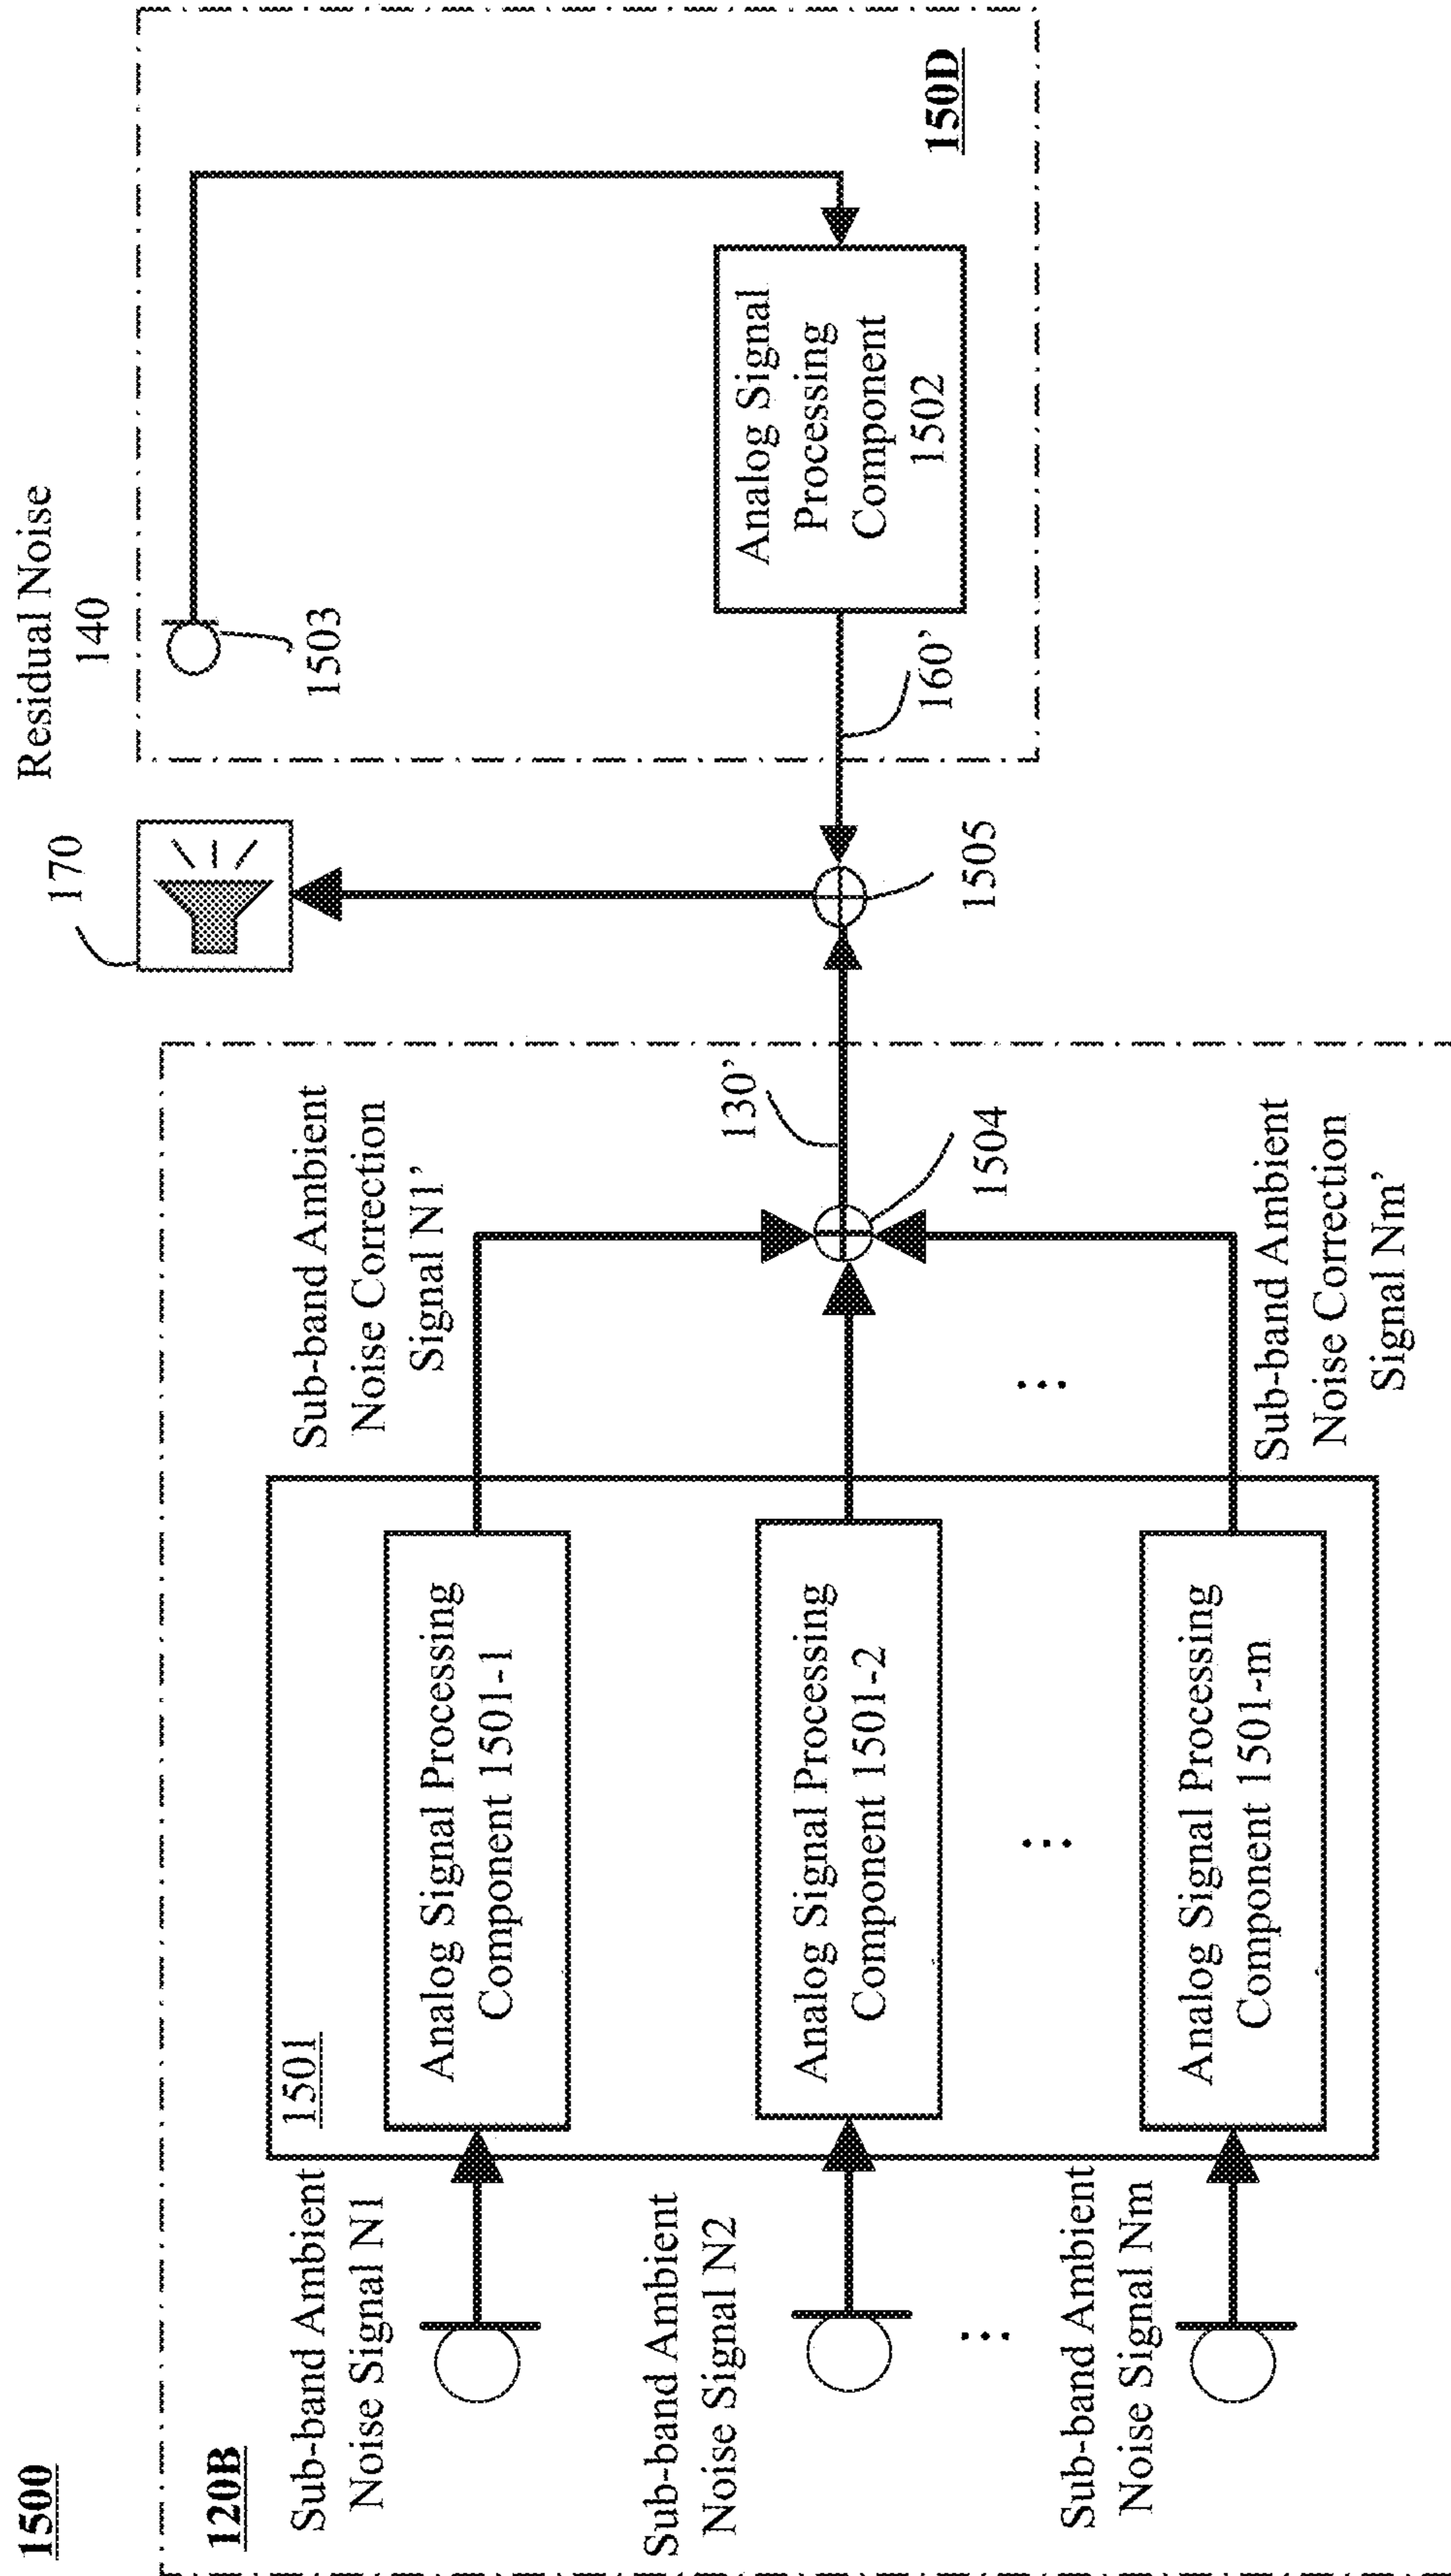 1500
120B
Sub-band Ambient
Noise Signal N1
Sub-band Ambient
Noise Signal N2
...
Sub-band Ambient
Noise Signal Nm
1501
Analog Signal Processing
Component 1501-1
Analog Signal Processing
Component 1501-2
...
Analog Signal Processing
Component 1501-m
Sub-band Ambient
Noise Correction
Signal N1’
130’
1504
...
Sub-band Ambient
Noise Correction
Signal Nm’
170
1505
Residual Noise
140
1503
160’
Analog Signal
Processing
Component
1502
150D